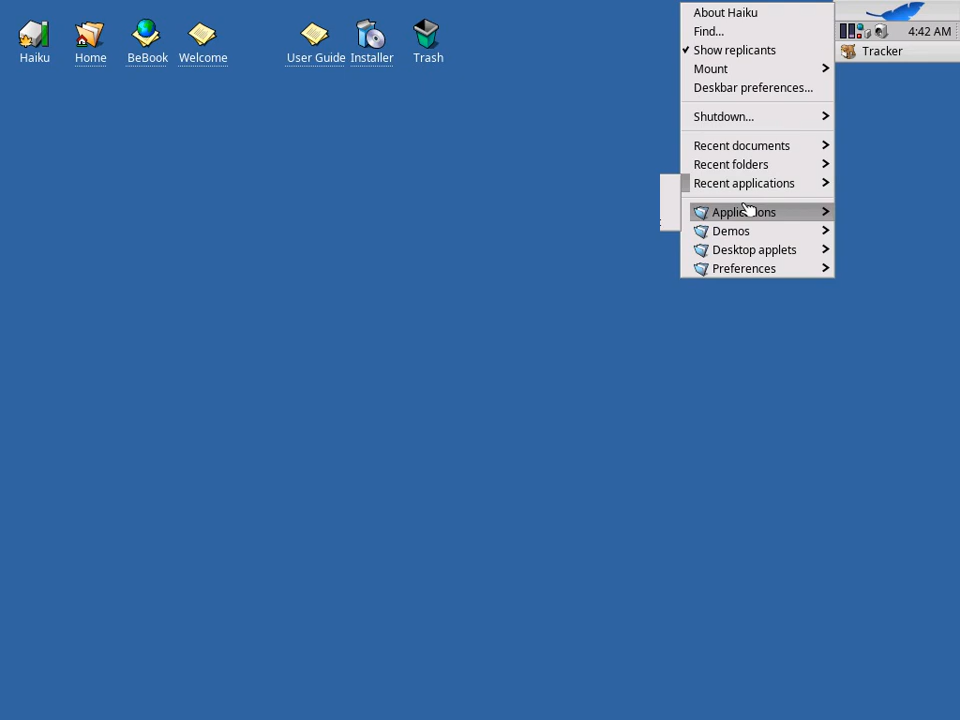 About Haiku
Find...
Show replicants
Mount
Deskbar preferences...
Shutdown...
Recent documents
Recent folders
Recent applications
Applications
Demos
Desktop applets
Preferences
4:42 AM
Tracker
Haiku
Home
BeBook
Welcome
User Guide
Installer
Trash